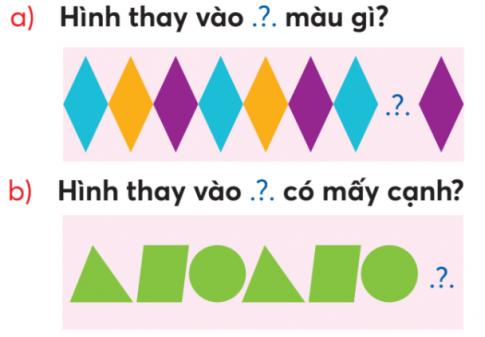 a) Hình thay vào .?. màu gì?
.?.
b) Hình thay vào .?. có mấy cạnh?
.?.